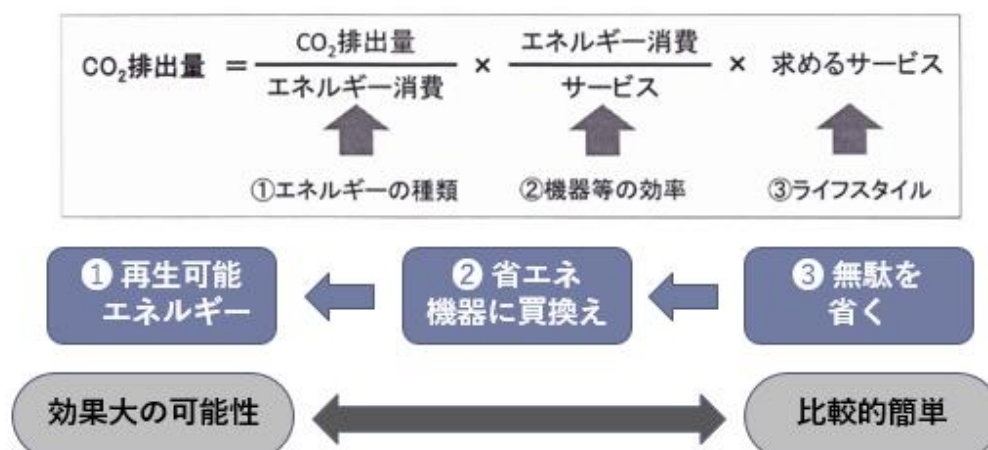 CO₂排出量 = CO₂排出量 / エネルギー消費 × エネルギー消費 / サービス × 求めるサービス
①エネルギーの種類 ②機器等の効率 ③ライフスタイル
❶ 再生可能
エネルギー
❷ 省エネ
機器に買換え
❸ 無駄を
省く
効果大の可能性
比較的簡単